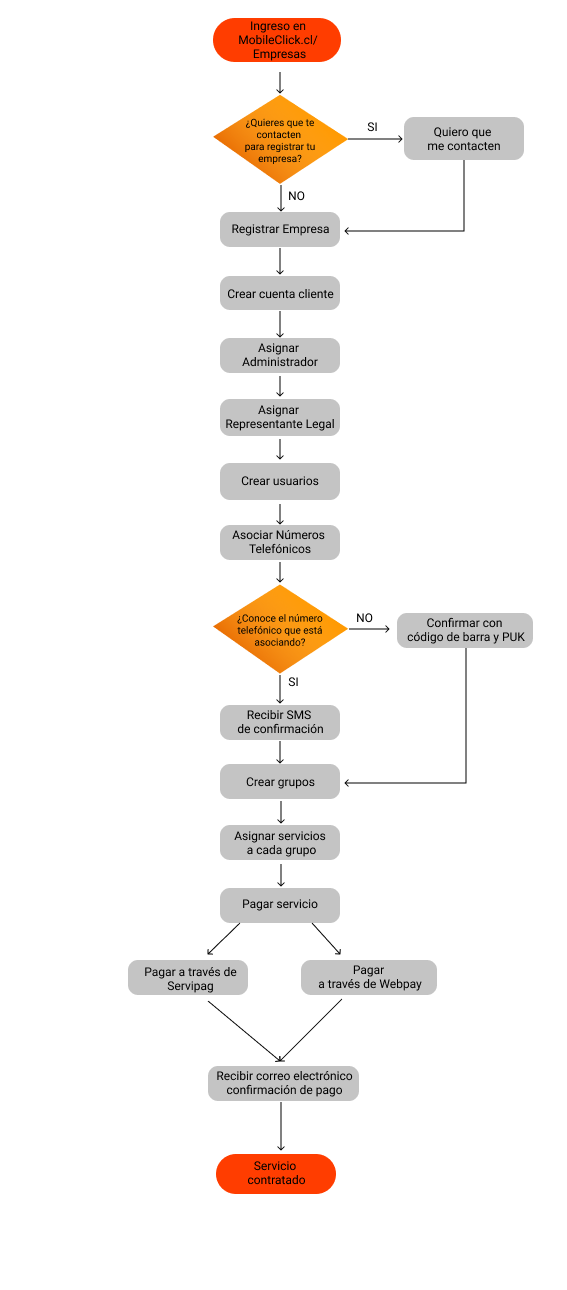 Ingreso en
MobileClick.cl/
Empresas
¿Quieres que te
contacten
para registrar tu
empresa?
SI
Quiero que
me contacten
NO
Registrar Empresa
Crear cuenta cliente
Asignar
Administrador
Asignar
Representante Legal
Crear usuarios
Asociar Números
Telefónicos
¿Conoce el número
telefónico que está
asociando?
NO
Confirmar con
código de barra y PUK
SI
Recibir SMS
de confirmación
Crear grupos
Asignar servicios
a cada grupo
Pagar servicio
Pagar a través de
Servipag
Pagar
a través de Webpay
Recibir correo electrónico
confirmación de pago
Servicio
contratado